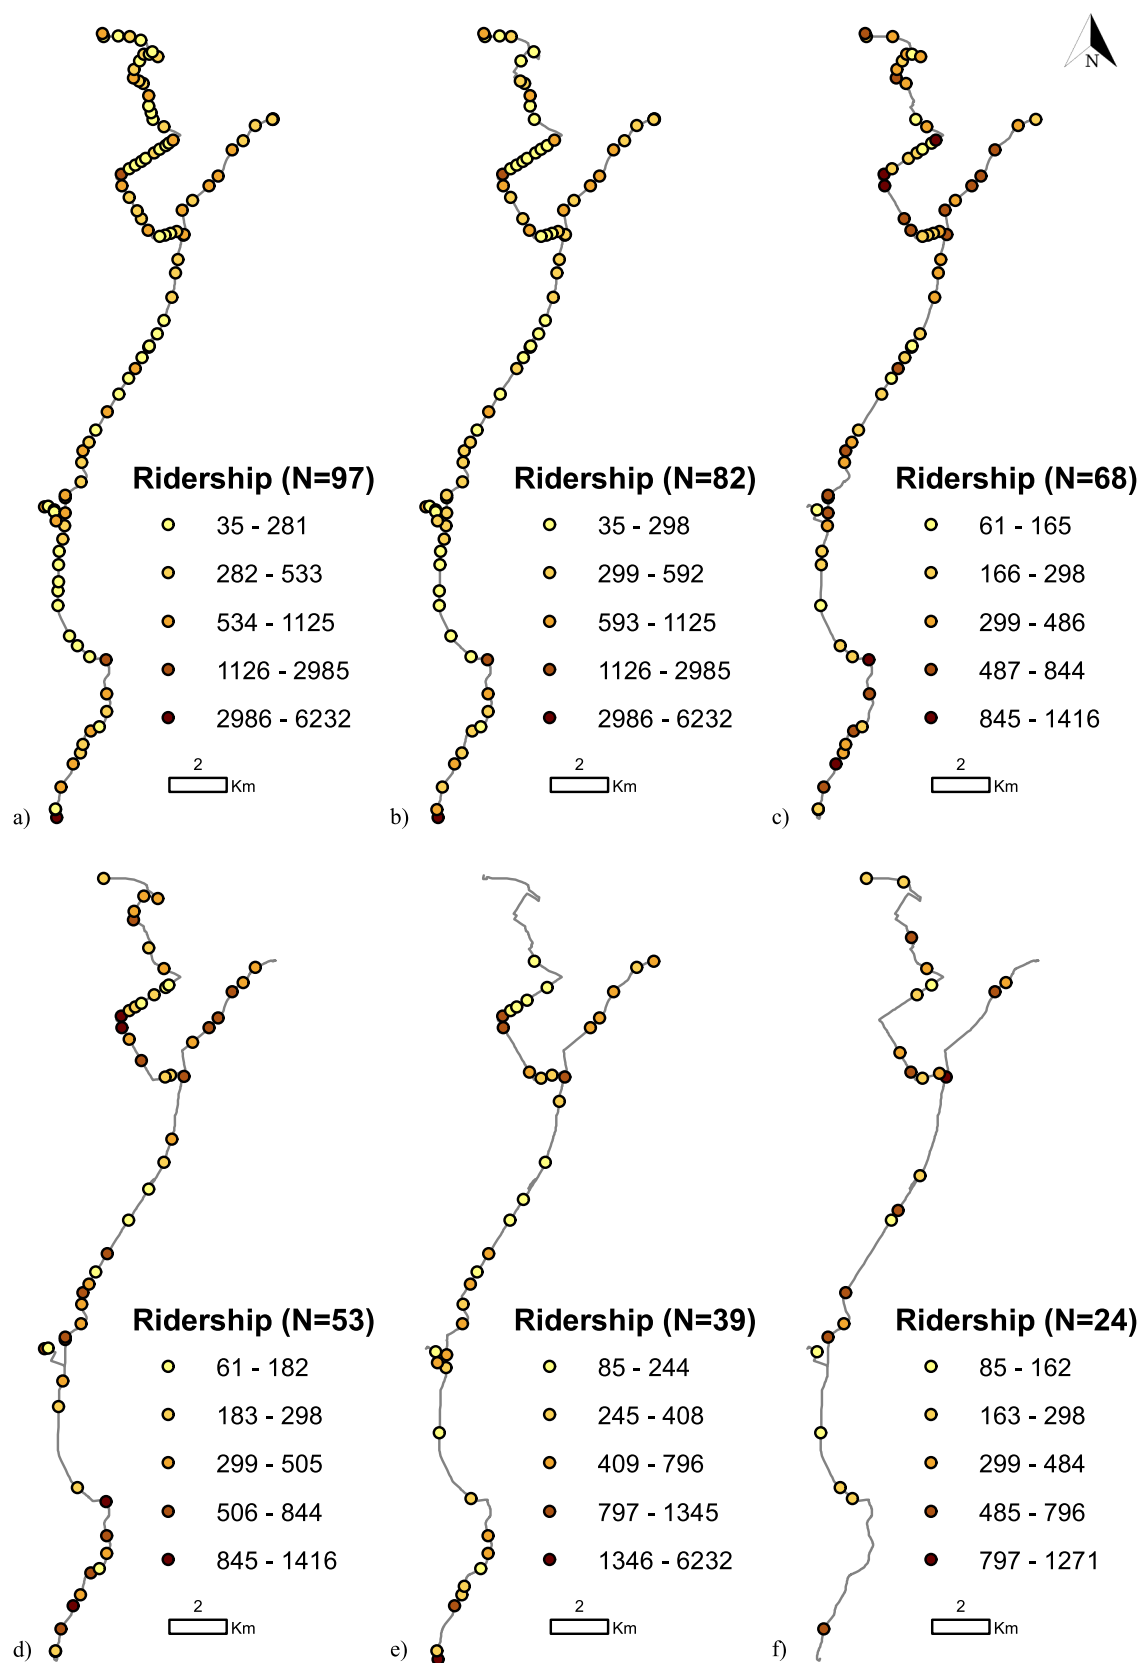 N
Ridership (N=97)
35 - 281
282 - 533
534 - 1125
1126 - 2985
2986 - 6232
2
Km
a)
Ridership (N=82)
35 - 298
299 - 592
593 - 1125
1126 - 2985
2986 - 6232
2
Km
b)
Ridership (N=68)
61 - 165
166 - 298
299 - 486
487 - 844
845 - 1416
2
Km
c)
Ridership (N=53)
61 - 182
183 - 298
299 - 505
506 - 844
845 - 1416
2
Km
d)
Ridership (N=39)
85 - 244
245 - 408
409 - 796
797 - 1345
1346 - 6232
2
Km
e)
Ridership (N=24)
85 - 162
163 - 298
299 - 484
485 - 796
797 - 1271
2
Km
f)